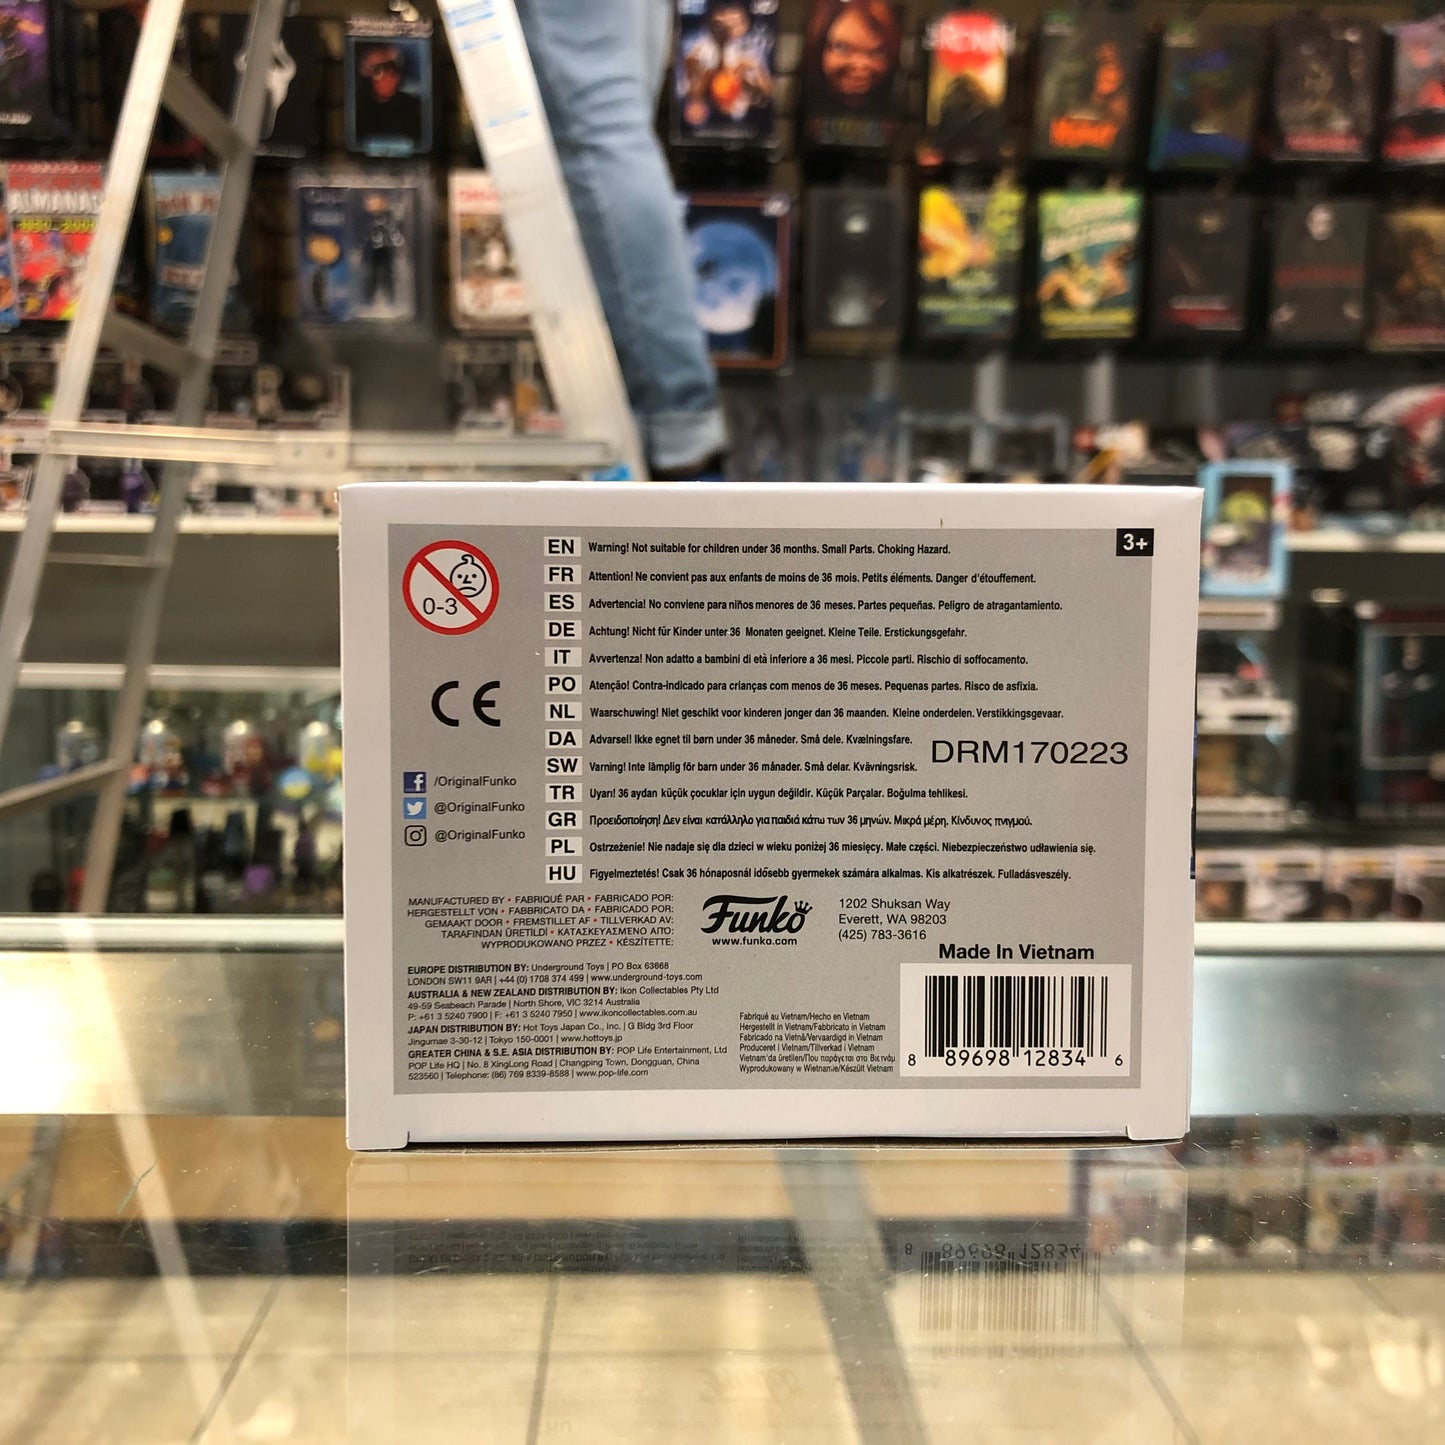 ALMANAC
3+
0-3
EN Warning! Not suitable for children under 36 months. Small Parts. Choking Hazard.
FR Attention! Ne convient pas aux enfants de moins de 36 mois. Petits éléments. Danger d'étouffement.
ES Advertencia! No conviene para niños menores de 36 meses. Partes pequeñas. Peligro de atragantamiento.
DE Achtung! Nicht für Kinder unter 36 Monaten geeignet. Kleine Teile. Erstickungsgefahr.
IT Avvertenza! Non adatto a bambini di età inferiore a 36 mesi. Piccole parti. Rischio di soffocamento.
PO Atenção! Contra-indicado para crianças com menos de 36 meses. Pequenas partes. Risco de asfixia.
NL Waarschuwing! Niet geschikt voor kinderen jonger dan 36 maanden. Kleine onderdelen. Verstikkingsgevaar.
DA Advarsel! Ikke egnet til børn under 36 måneder. Små dele. Kvælningsfare.
SW Varning! Inte lämplig för barn under 36 månader. Små delar. Kvävningsrisk.
TR Uyarı! 36 aydan küçük çocuklar için uygun değildir. Küçük Parçalar. Boğulma tehlikesi.
GR Προειδοποίηση! Δεν είναι κατάλληλο για παιδιά κάτω των 36 μηνών. Μικρά μέρη. Κίνδυνος πνιγμού.
PL Ostrzeżenie! Nie nadaje się dla dzieci w wieku poniżej 36 miesięcy. Małe części. Niebezpieczeństwo udławienia się.
HU Figyelmeztetés! Csak 36 hónaposnál idősebb gyermekek számára alkalmas. Kis alkatrészek. Fulladásveszély.
DRM170223
CE
/OriginalFunko
@OriginalFunko
@OriginalFunko
MANUFACTURED BY • FABRIQUÉ PAR • FABRICADO POR:
HERGESTELLT VON • FABBRICATO DA • FABRICADO POR:
GEMAAKT DOOR • FREMSTILLET AF • TILLVERKAD AV:
TARAFINDAN ÜRETİLDİ • ΚΑΤΑΣΚΕΥΑΣΜΕΝΟ ΑΠΟ:
WYPRODUKOWANO PRZEZ • KÉSZÍTETTE:
Funko
www.funko.com
1202 Shuksan Way
Everett, WA 98203
(425) 783-3616
Made In Vietnam
EUROPE DISTRIBUTION BY: Underground Toys | PO Box 63668
LONDON SW11 9AR | +44 (0) 1708 374 499 | www.underground-toys.com
AUSTRALIA & NEW ZEALAND DISTRIBUTION BY: Ikon Collectables Pty Ltd
49-59 Seabeach Parade | North Shore, VIC 3214 Australia
P: +61 3 5240 7900 | F: +61 3 5240 7950 | www.ikoncollectables.com.au
JAPAN DISTRIBUTION BY: Hot Toys Japan Co., Inc. | G Bldg 3rd Floor
Jingumae 3-30-12 | Tokyo 150-0001 | www.hottoys.jp
GREATER CHINA & S.E. ASIA DISTRIBUTION BY: POP Life Entertainment, Ltd
POP Life HQ | No. 8 XingLong Road | Changping Town, Dongguan, China
523560 | Telephone: (86) 769 8339-8588 | www.pop-life.com
Fabriqué au Vietnam/Hecho en Vietnam
Hergestellt in Vietnam/Fabbricato in Vietnam
Fabricado na Vietnã/Vervaardigd in Vietnam
Produceret i Vietnam/Tillverkad i Vietnam
Vietnam'da üretilen/Που παράγεται στο Βιετνάμ
Wyprodukowany w Wietnamie/Készült Vietnam
8 89698 12834 6